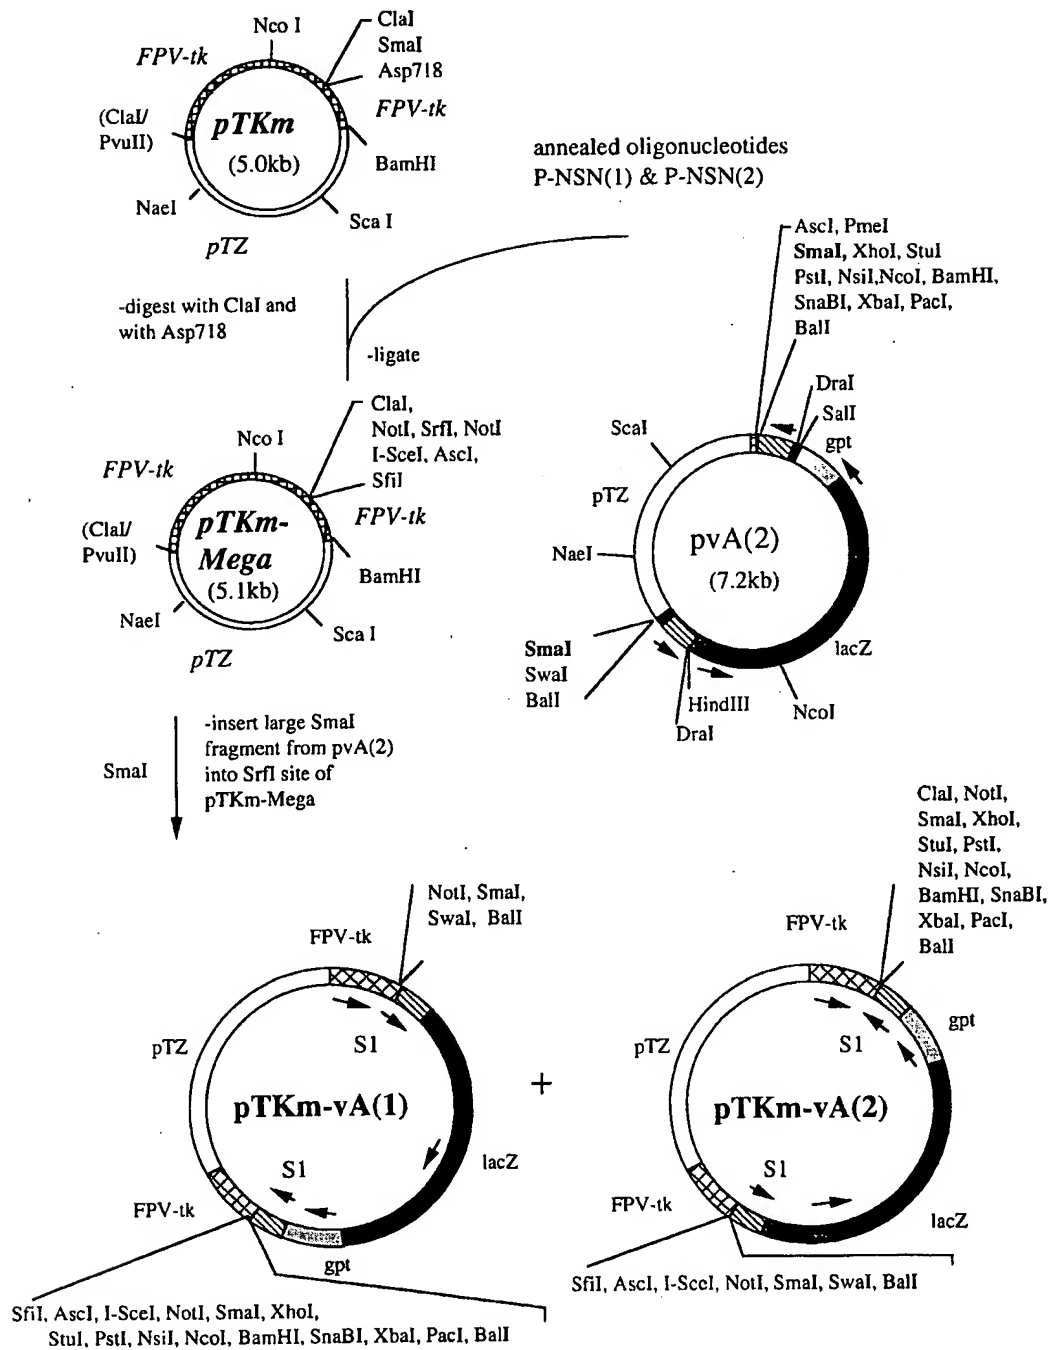 Nco I
ClaI
SmaI
Asp718
FPV-tk
FPV-tk
(ClaI/
PvuII)
pTKm
(5.0kb)
BamHI
NaeI
Sca I
pTZ
annealed oligonucleotides
P-NSN(1) & P-NSN(2)
-digest with ClaI and
with Asp718
-ligate
AscI, PmeI
SmaI, XhoI, StuI
PstI, NsiI,NcoI, BamHI,
SnaBI, XbaI, PacI,
BalI
DraI
SalI
gpt
ScaI
pTZ
NaeI
pvA(2)
(7.2kb)
lacZ
SmaI
SwaI
BalI
HindIII
DraI
NcoI
ClaI,
NotI, SrfI, NotI
I-SceI, AscI,
SfiI
Nco I
FPV-tk
FPV-tk
(ClaI/
PvuII)
pTKm-
Mega
(5.1kb)
BamHI
NaeI
Sca I
pTZ
SmaI
-insert large SmaI
fragment from pvA(2)
into SrfI site of
pTKm-Mega
NotI, SmaI,
SwaI, BalI
FPV-tk
S1
pTZ
pTKm-vA(1)
lacZ
S1
FPV-tk
gpt
SfiI, AscI, I-SceI, NotI, SmaI, XhoI,
StuI, PstI, NsiI, NcoI, BamHI, SnaBI, XbaI, PacI, BalI
+
ClaI, NotI,
SmaI, XhoI,
StuI, PstI,
NsiI, NcoI,
BamHI, SnaBI,
XbaI, PacI,
BalI
FPV-tk
gpt
S1
pTZ
pTKm-vA(2)
S1
FPV-tk
lacZ
SfiI, AscI, I-SceI, NotI, SmaI, SwaI, BalI